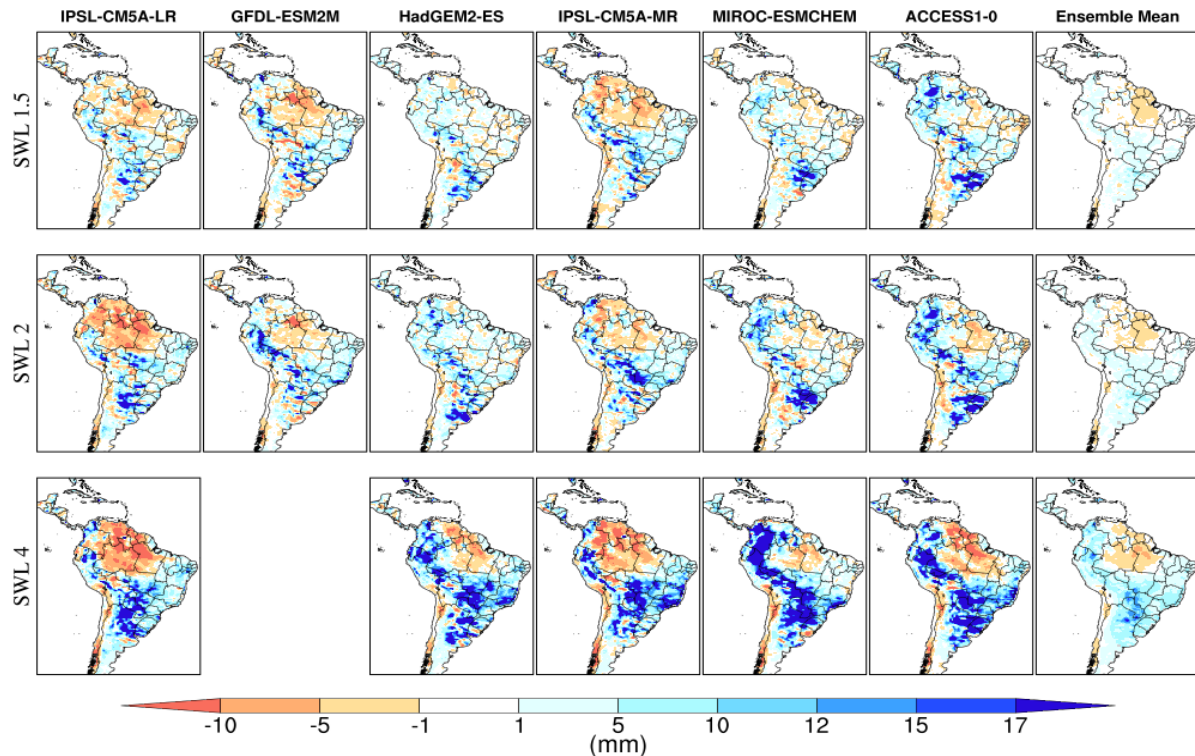 IPSL-CM5A-LR GFDL-ESM2M HadGEM2-ES IPSL-CM5A-MR MIROC-ESMCHEM ACCESS1-0 Ensemble Mean
SWL 1.5
SWL 2
SWL 4
-10 -5 -1 1 5 10 12 15 17
(mm)